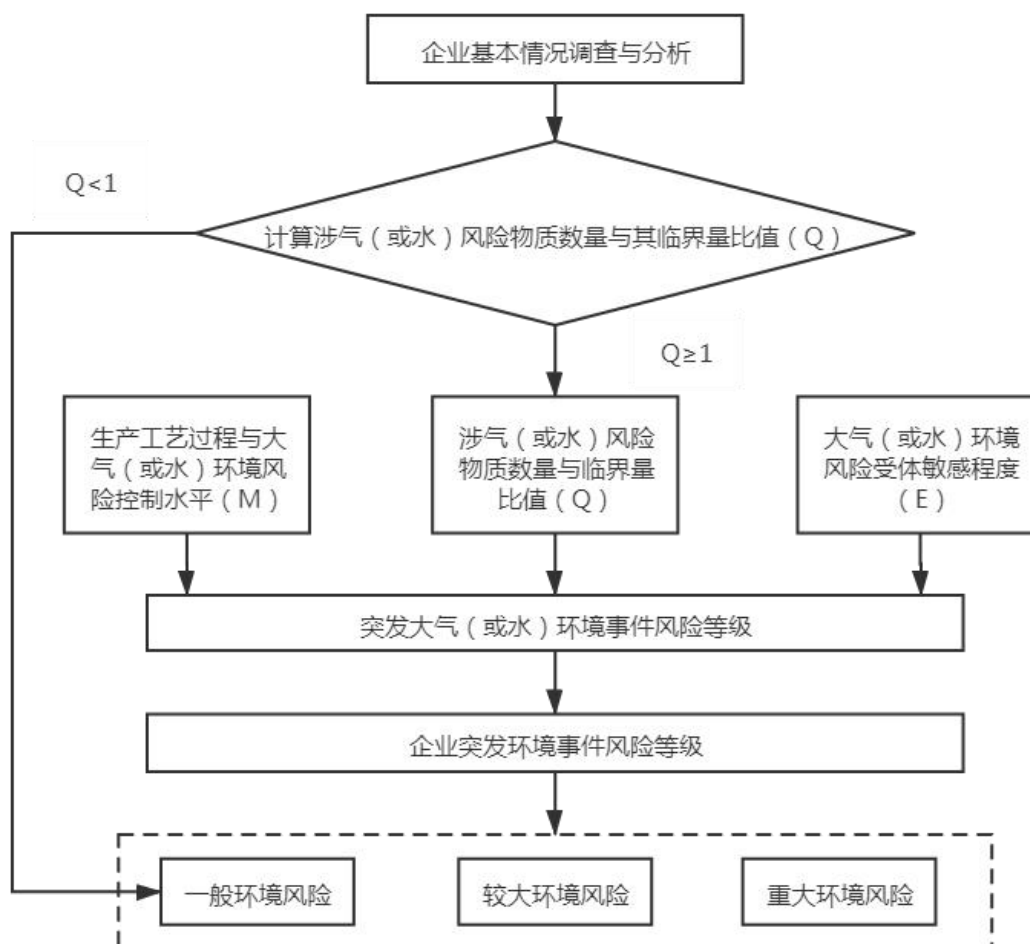 企业基本情况调查与分析
Q<1
计算涉气（或水）风险物质数量与其临界量比值（Q）
Q≥1
生产工艺过程与大
气（或水）环境风
险控制水平（M）
涉气（或水）风险
物质数量与临界量
比值（Q）
大气（或水）环境
风险受体敏感程度
（E）
突发大气（或水）环境事件风险等级
企业突发环境事件风险等级
一般环境风险
较大环境风险
重大环境风险